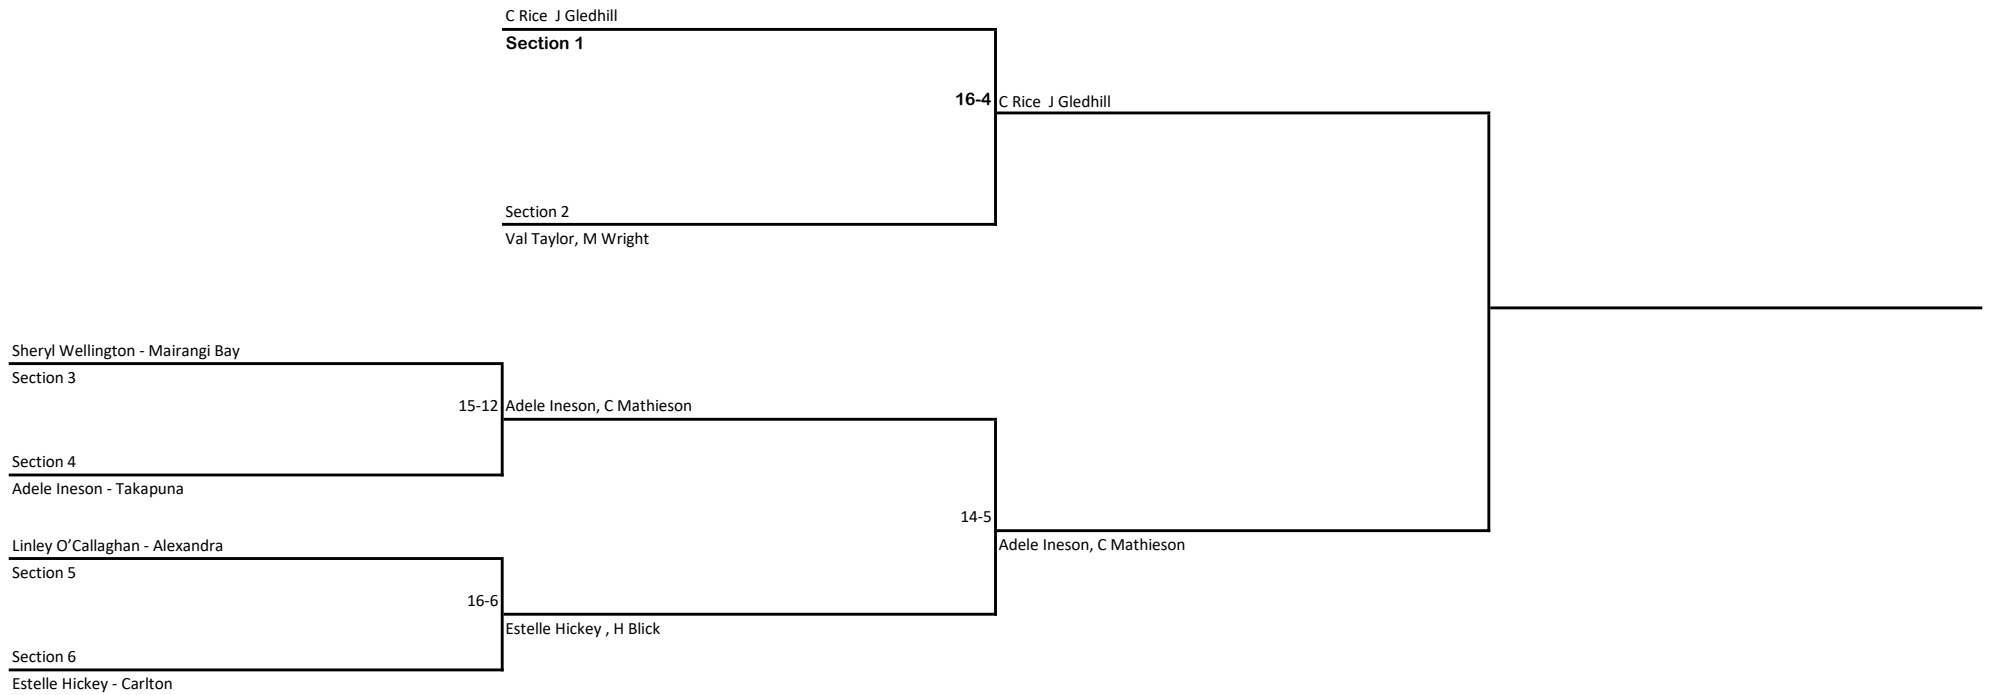 C Rice  J Gledhill
Section 1
16-4 C Rice  J Gledhill
Section 2
Val Taylor, M Wright
Sheryl Wellington - Mairangi Bay
Section 3
15-12 Adele Ineson, C Mathieson
Section 4
Adele Ineson - Takapuna
14-5
Linley O’Callaghan - Alexandra
Adele Ineson, C Mathieson
Section 5
16-6
Estelle Hickey , H Blick
Section 6
Estelle Hickey - Carlton